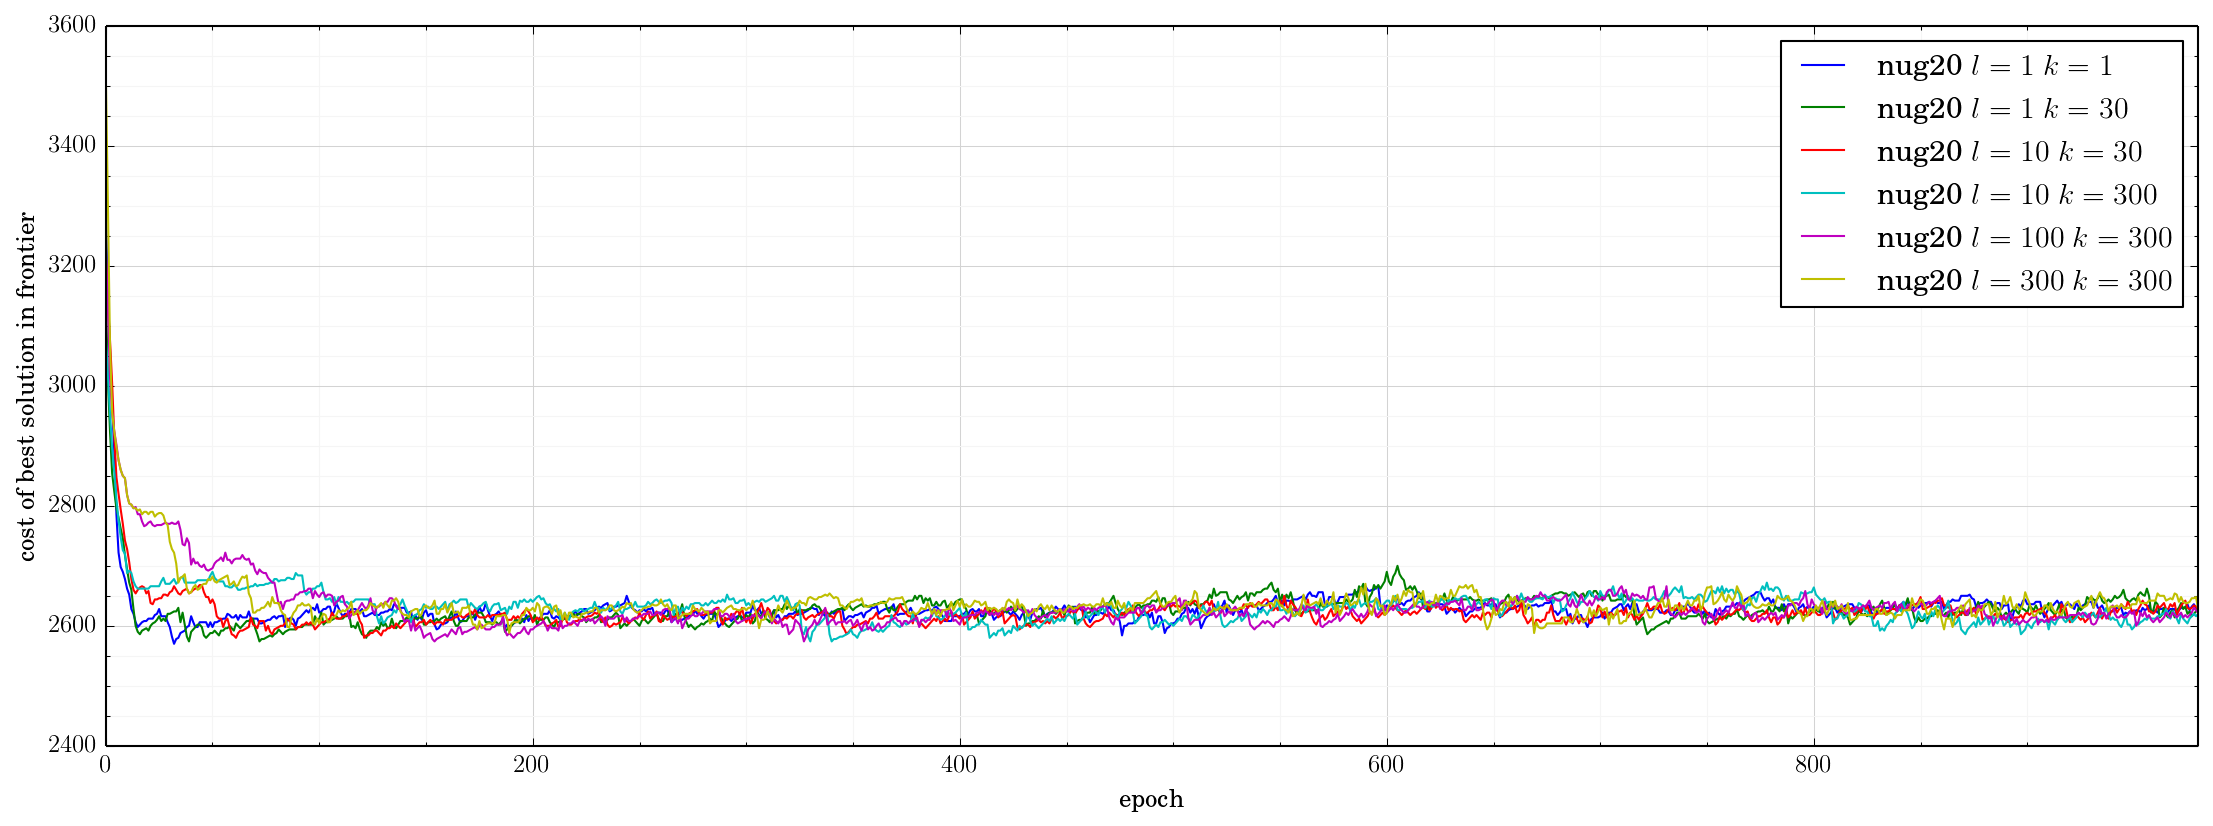 3600
3400
3200
3000
2800
2600
2400
cost of best solution in frontier
0 200 400 600 800
epoch
nug20 l = 1 k = 1
nug20 l = 1 k = 30
nug20 l = 10 k = 30
nug20 l = 10 k = 300
nug20 l = 100 k = 300
nug20 l = 300 k = 300